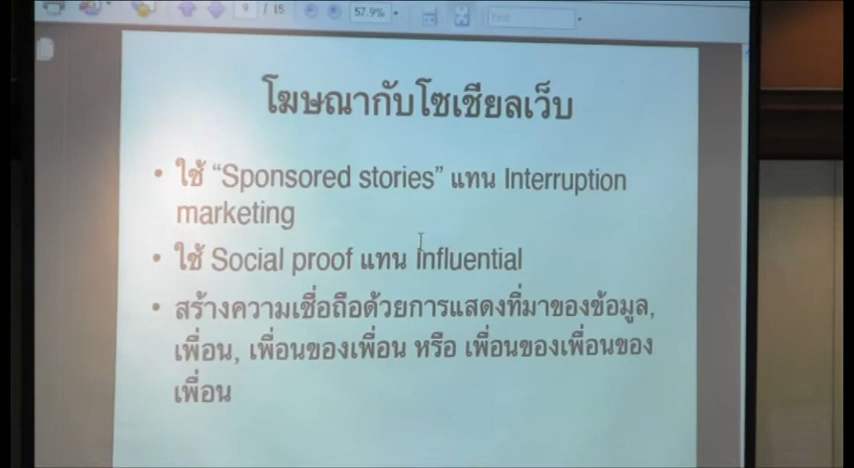 9 / 15
57.9%
Find
โฆษณากับโซเชียลเว็บ
• ใช้ “Sponsored stories” แทน Interruption
marketing
• ใช้ Social proof แทน Influential
• สร้างความเชื่อถือด้วยการแสดงที่มาของข้อมูล,
เพื่อน, เพื่อนของเพื่อน หรือ เพื่อนของเพื่อนของ
เพื่อน